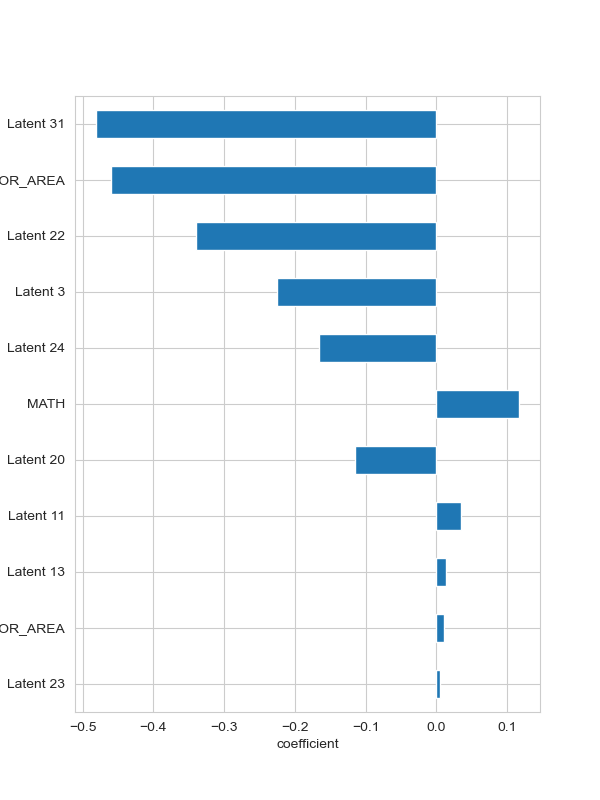 Latent 31
OR_AREA
Latent 22
Latent 3
Latent 24
MATH
Latent 20
Latent 11
Latent 13
OR_AREA
Latent 23
−0.5 −0.4 −0.3 −0.2 −0.1 0.0 0.1
coefficient